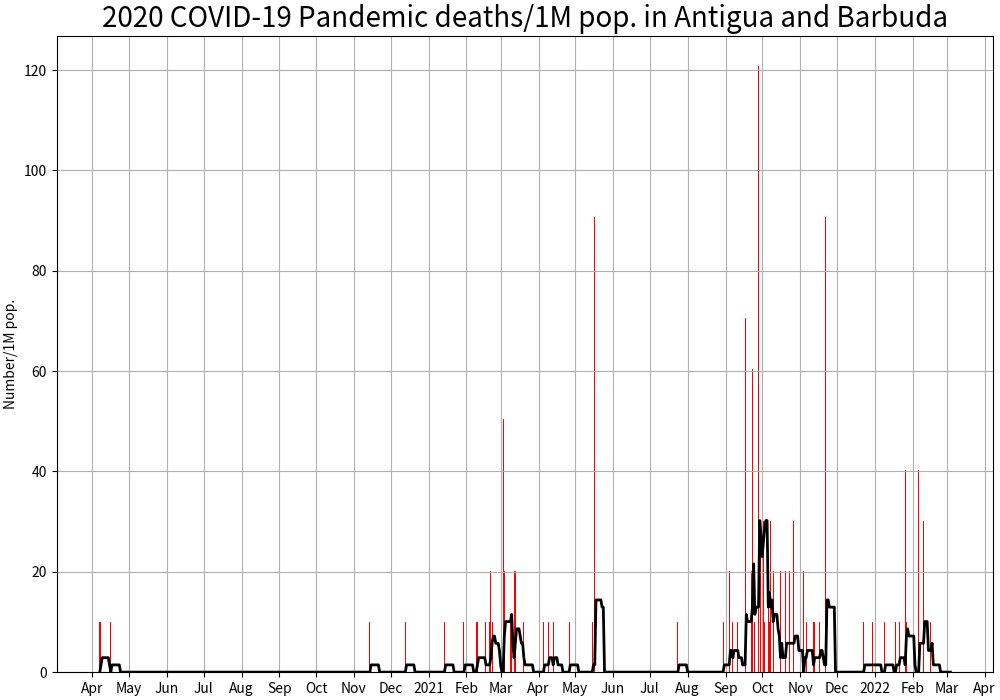 2020 COVID-19 Pandemic deaths/1M pop. in Antigua and Barbuda
Number/1M pop.
120
100
80
60
40
20
0
Apr May Jun Jul Aug Sep Oct Nov Dec 2021 Feb Mar Apr May Jun Jul Aug Sep Oct Nov Dec 2022 Feb Mar Apr